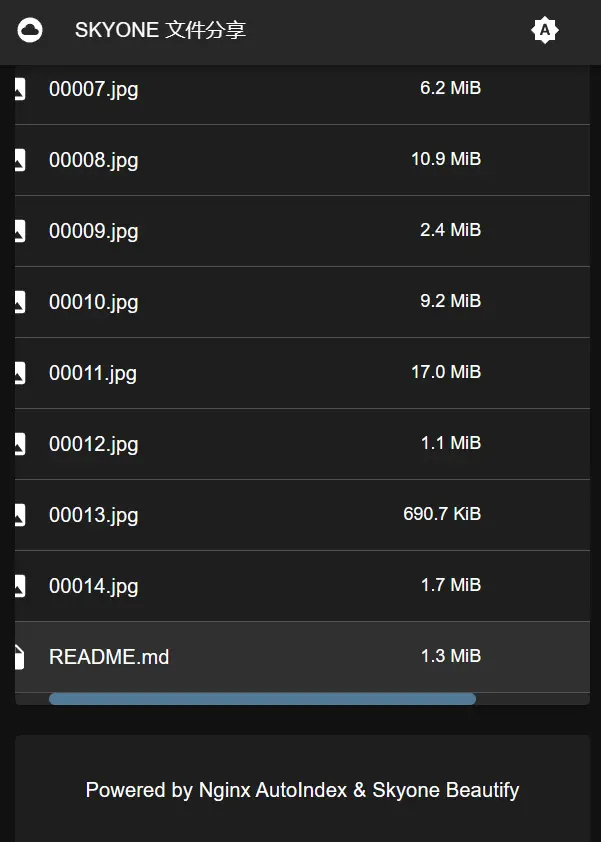 SKYONE 文件分享
00007.jpg 6.2 MiB
00008.jpg 10.9 MiB
00009.jpg 2.4 MiB
00010.jpg 9.2 MiB
00011.jpg 17.0 MiB
00012.jpg 1.1 MiB
00013.jpg 690.7 KiB
00014.jpg 1.7 MiB
README.md 1.3 MiB
Powered by Nginx AutoIndex & Skyone Beautify